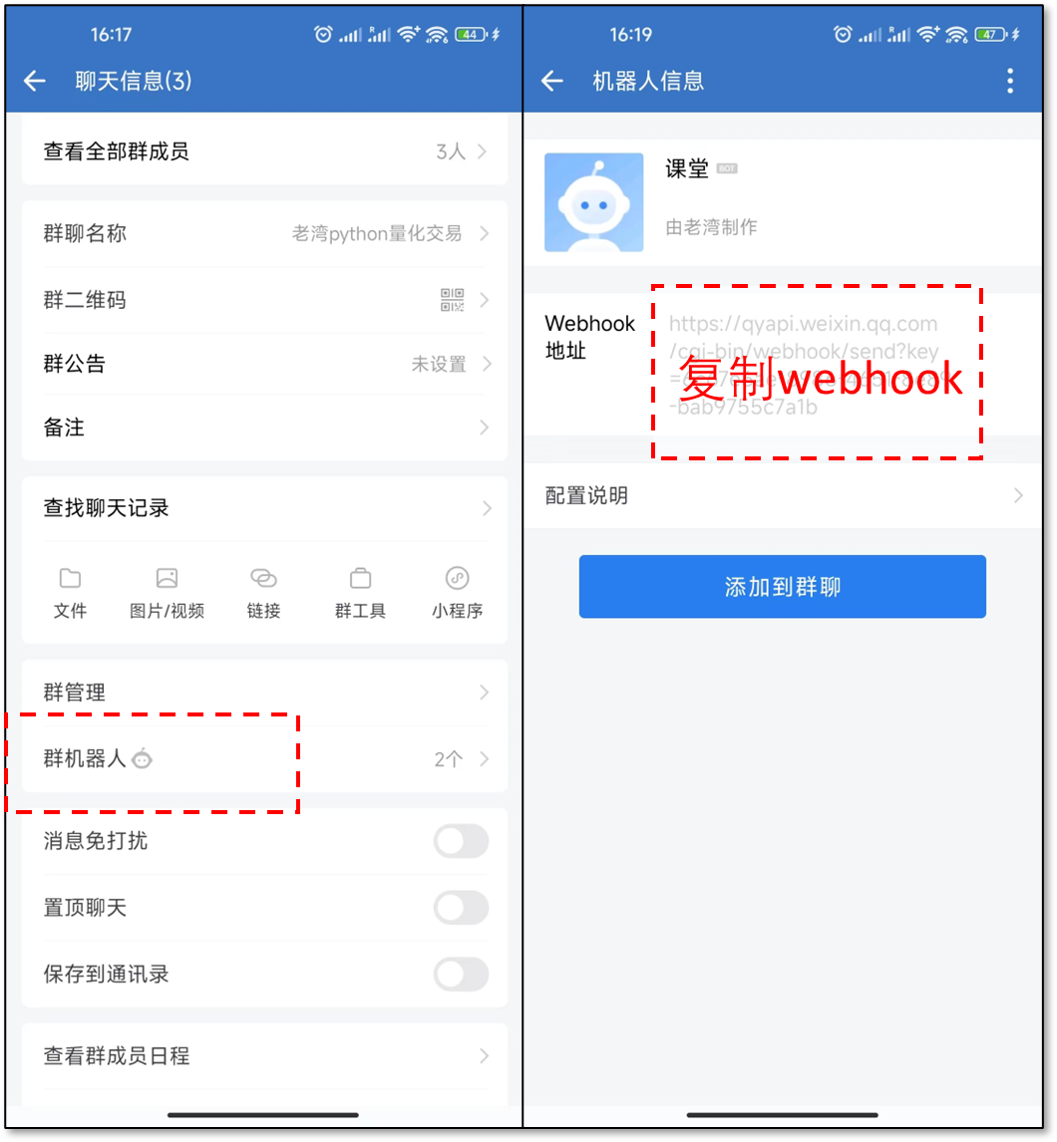 16:17
44
聊天信息(3)
查看全部群成员
3人
群聊名称
老湾python量化交易
群二维码
群公告
未设置
备注
查找聊天记录
文件
图片/视频
链接
群工具
小程序
群管理
群机器人
2个
消息免打扰
置顶聊天
保存到通讯录
查看群成员日程
16:19
47
机器人信息
课堂 BOT
由老湾制作
Webhook
地址
https://qyapi.weixin.qq.com
/cgi-bin/webhook/send?key
复制webhook
-bab9755c7a1b
配置说明
添加到群聊